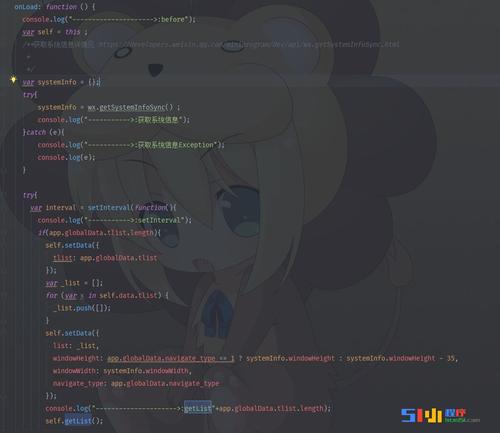 onLoad: function () {
console.log("--------------------->:before");
var self = this ;
/**获取系统信息详情见 https://developers.weixin.qq.com/miniprogram/dev/api/wx.getSystemInfoSync.html
*
*/
var systemInfo = {};
try{
systemInfo = wx.getSystemInfoSync() ;
console.log("----------->:获取系统信息");
}catch (e){
console.log("----------->:获取系统信息Exception");
console.log(e);
}
try{
var interval = setInterval(function(){
console.log("----------->:setInterval");
if(app.globalData.tlist.length){
self.setData({
tlist: app.globalData.tlist
});
var _list = [];
for (var s in self.data.tlist) {
_list.push([]);
}
self.setData({
list: _list,
windowHeight: app.globalData.navigate_type == 1 ? systemInfo.windowHeight : systemInfo.windowHeight - 35,
windowWidth: systemInfo.windowWidth,
navigate_type: app.globalData.navigate_type
});
console.log("--------------------->:getList"+app.globalData.tlist.length);
self.getList();
51小程序